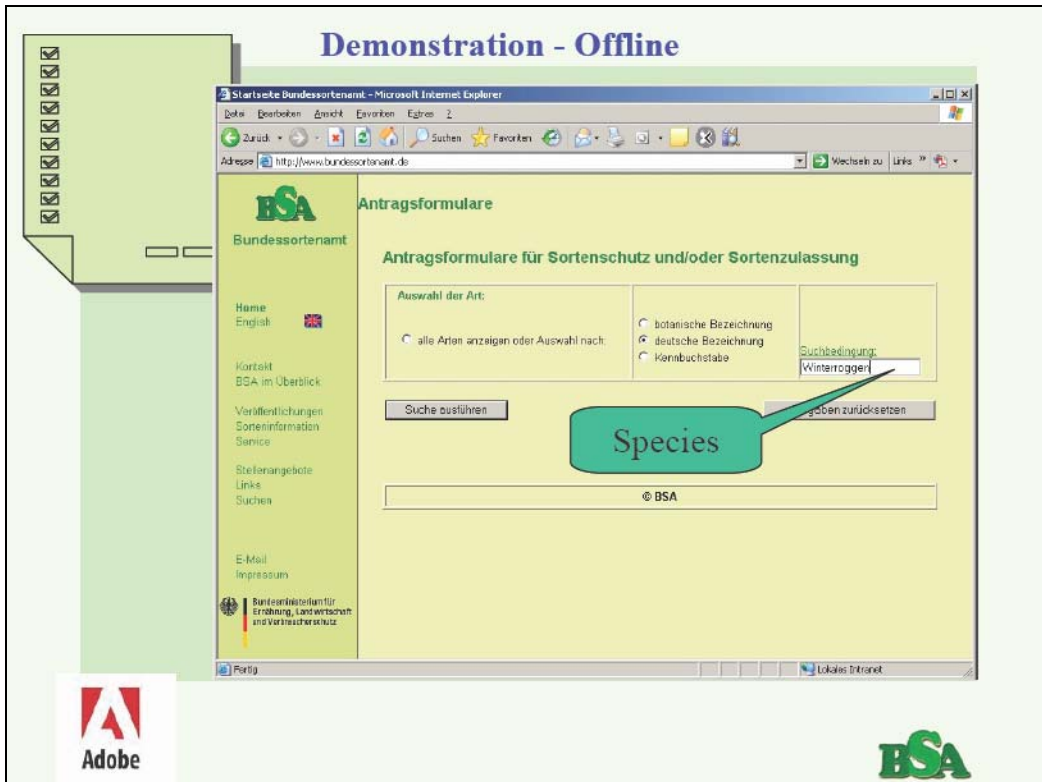 Demonstration - Offline
Startseite Bundessortenamt - Microsoft Internet Explorer
Datei Bearbeiten Ansicht Favoriten Extras ?
Zurück Suchen Favoriten
Adresse http://www.bundessortenamt.de Wechseln zu Links »
BSA
Bundessortenamt
Antragsformulare
Antragsformulare für Sortenschutz und/oder Sortenzulassung
Home
English
Kontakt
BSA im Überblick
Veröffentlichungen
Sorteninformation
Service
Stellenangebote
Links
Suchen
E-Mail
Impressum
Bundesministerium für
Ernährung, Landwirtschaft
und Verbraucherschutz
Auswahl der Art:
alle Arten anzeigen oder Auswahl nach:
botanische Bezeichnung
deutsche Bezeichnung
Kennbuchstabe
Suchbedingung:
Winterroggen
Suche ausführen
zurücksetzen
Species
© BSA
Fertig
Lokales Intranet
Adobe
BSA